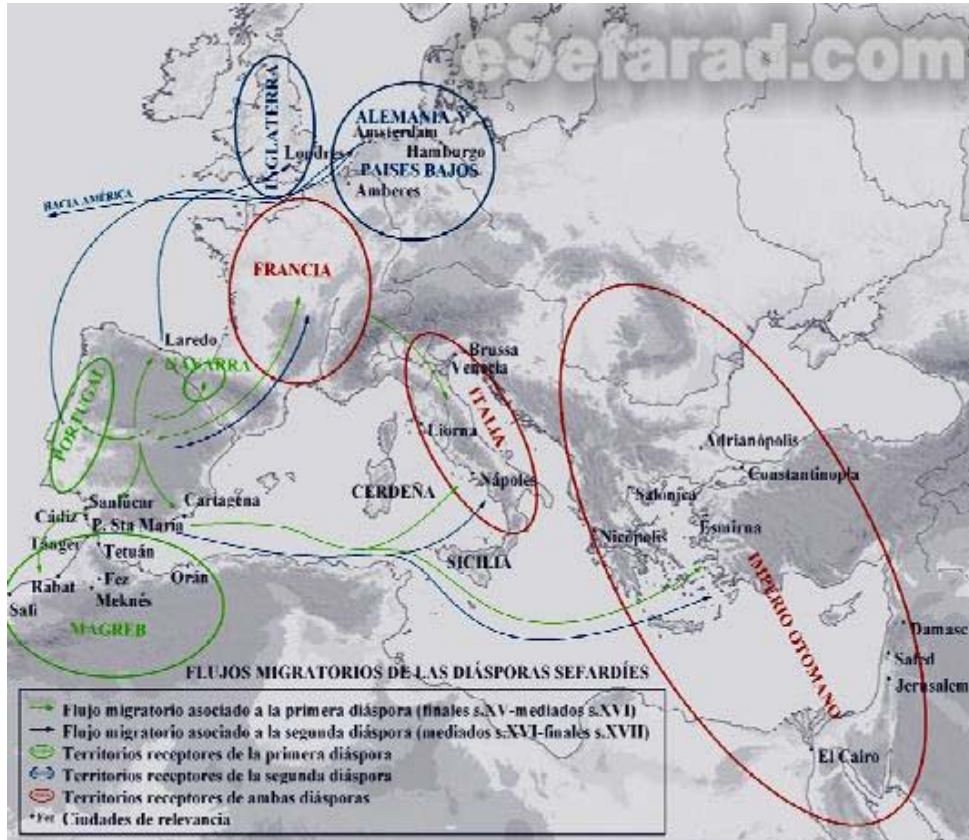 eSefarad.com
INGLATERRA
Londres
ALEMANIA Y
Amsterdam
Hamburgo
PAISES BAJOS
Amberes
HACIA AMÉRICA
FRANCIA
Laredo
NAVARRA
PORTUGAL
Brussa
Venecia
ITALIA
Liorna
Nápoles
CERDEÑA
SICILIA
Sanlúcar
Cartagena
Cádiz
P. Sta María
Tánger
Tetuán
Orán
Rabat
Fez
Meknés
Safi
MAGREB
Adrianópolis
Constantinopla
Salónica
Esmirna
Nicópolis
IMPERIO OTOMANO
Damasc
Safed
Jerusalem
El Cairo
FLUJOS MIGRATORIOS DE LAS DIÁSPORAS SEFARDÍES
Flujo migratorio asociado a la primera diáspora (finales s.XV-mediados s.XVI)
Flujo migratorio asociado a la segunda diáspora (mediados s.XVI-finales s.XVII)
Territorios receptores de la primera diáspora
Territorios receptores de la segunda diáspora
Territorios receptores de ambas diásporas
Fez Ciudades de relevancia